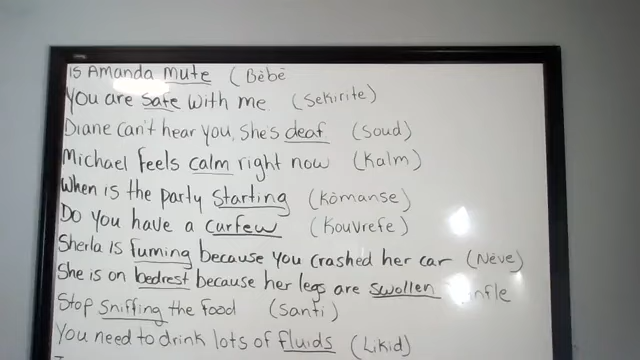 is Amanda mute (Bèbè
You are safe with me (Sekirite)
Diane can't hear you, She's deaf (Soud)
Michael feels calm right now (Kalm)
When is the party starting (Kòmanse)
Do you have a curfew (Kouvrefe)
Sherla is fuming because you crashed her car (Nève)
She is on bedrest because her legs are swollen nfle
Stop Sniffing the food (Santi)
You need to drink lots of fluids (Likid)